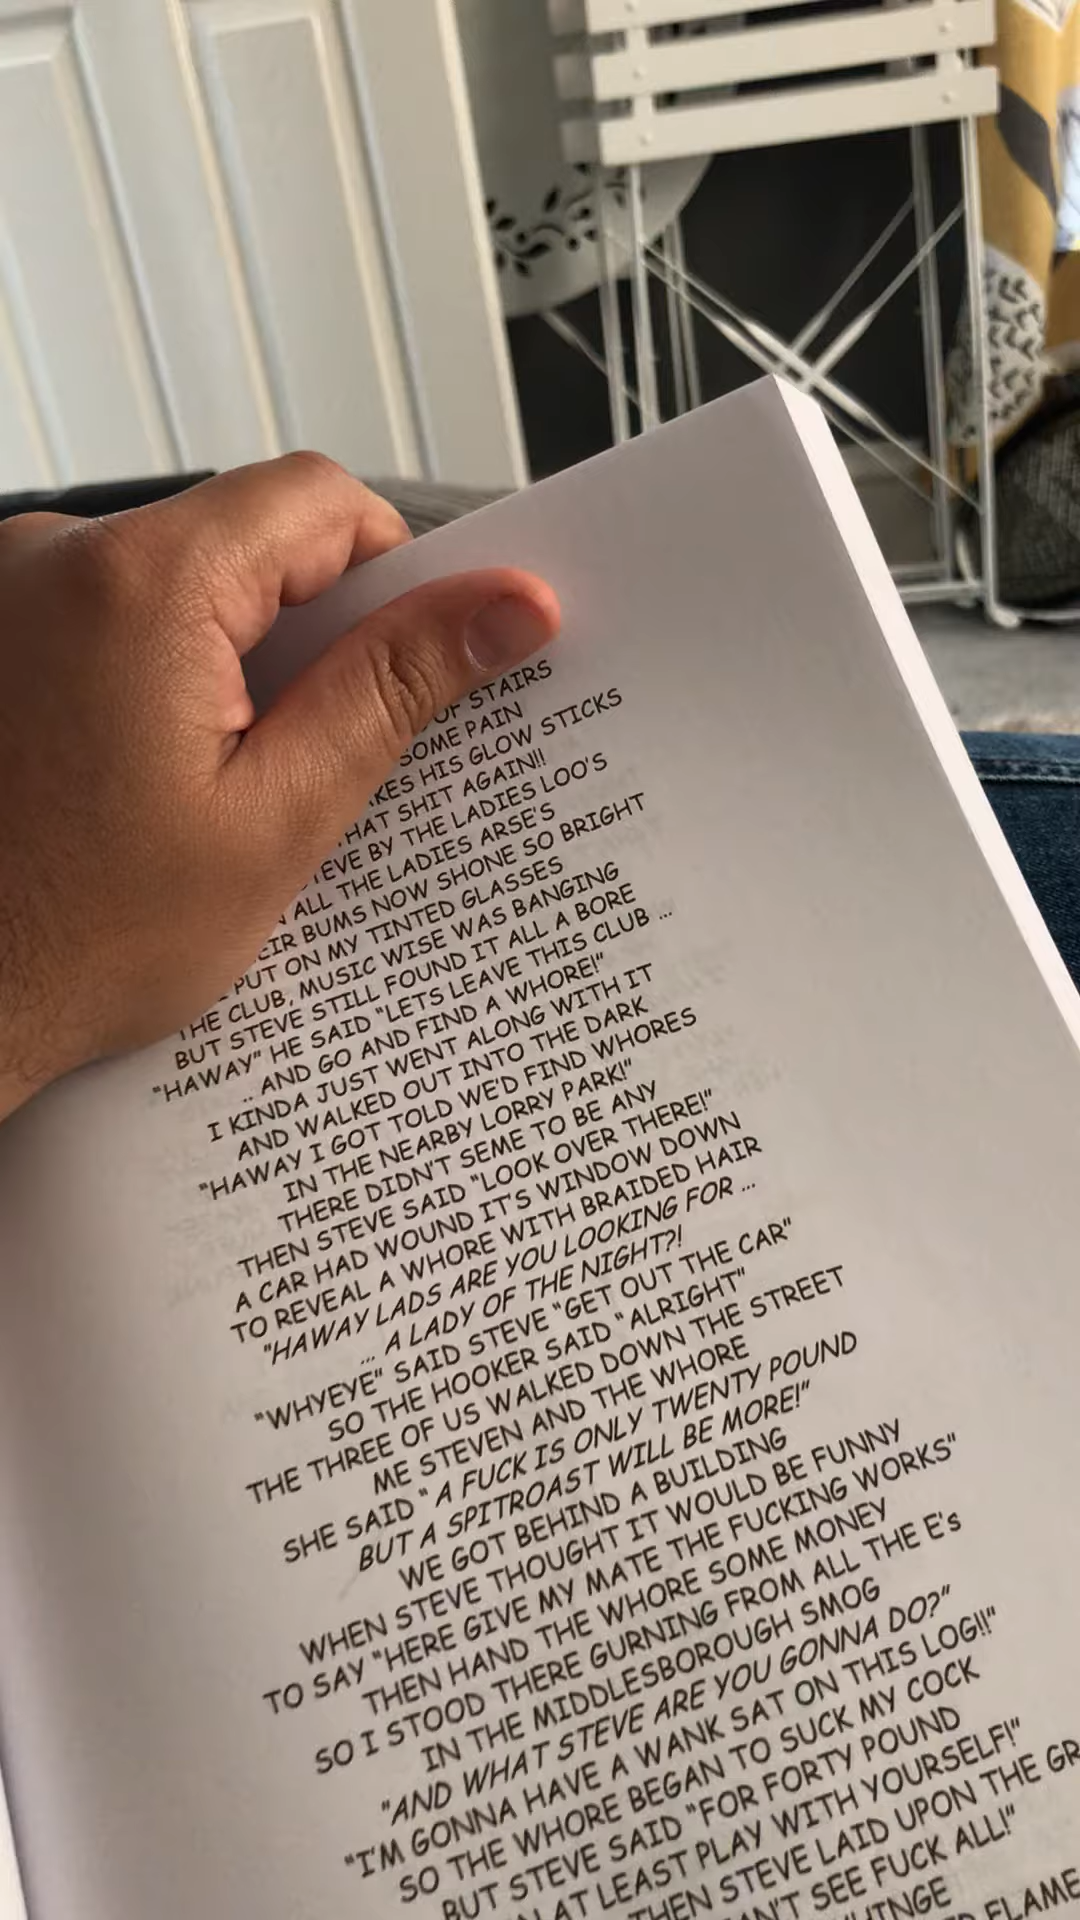 OF STAIRS
SOME PAIN
KES HIS GLOW STICKS
HAT SHIT AGAIN!!
TEVE BY THE LADIES LOO'S
ALL THE LADIES ARSE'S
EIR BUMS NOW SHONE SO BRIGHT
PUT ON MY TINTED GLASSES
THE CLUB, MUSIC WISE WAS BANGING
BUT STEVE STILL FOUND IT ALL A BORE
"HAWAY" HE SAID "LETS LEAVE THIS CLUB ...
... AND GO AND FIND A WHORE!"
I KINDA JUST WENT ALONG WITH IT
AND WALKED OUT INTO THE DARK
"HAWAY I GOT TOLD WE'D FIND WHORES
IN THE NEARBY LORRY PARK!"
THERE DIDN'T SEME TO BE ANY
THEN STEVE SAID "LOOK OVER THERE!"
A CAR HAD WOUND IT'S WINDOW DOWN
TO REVEAL A WHORE WITH BRAIDED HAIR
"HAWAY LADS ARE YOU LOOKING FOR ...
... A LADY OF THE NIGHT?!
"WHYEYE" SAID STEVE "GET OUT THE CAR"
SO THE HOOKER SAID "ALRIGHT"
THE THREE OF US WALKED DOWN THE STREET
ME STEVEN AND THE WHORE
SHE SAID "A FUCK IS ONLY TWENTY POUND
BUT A SPITROAST WILL BE MORE!"
WE GOT BEHIND A BUILDING
WHEN STEVE THOUGHT IT WOULD BE FUNNY
TO SAY "HERE GIVE MY MATE THE FUCKING WORKS"
THEN HAND THE WHORE SOME MONEY
SO I STOOD THERE GURNING FROM ALL THE E's
IN THE MIDDLESBOROUGH SMOG
"AND WHAT STEVE ARE YOU GONNA DO?"
"I'M GONNA HAVE A WANK SAT ON THIS LOG!!"
SO THE WHORE BEGAN TO SUCK MY COCK
BUT STEVE SAID "FOR FORTY POUND
AT LEAST PLAY WITH YOURSELF!"
THEN STEVE LAID UPON THE GR
N'T SEE FUCK ALL!"
FLAME